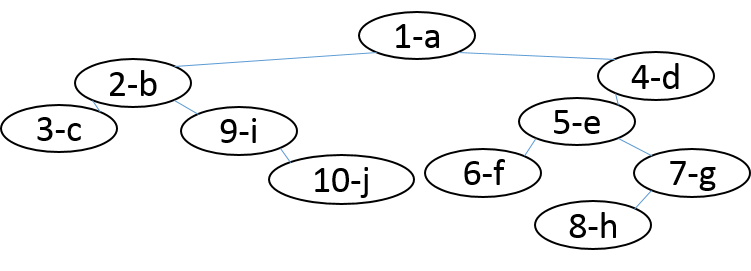 1-a
2-b
4-d
3-c
9-i
5-e
10-j
6-f
7-g
8-h